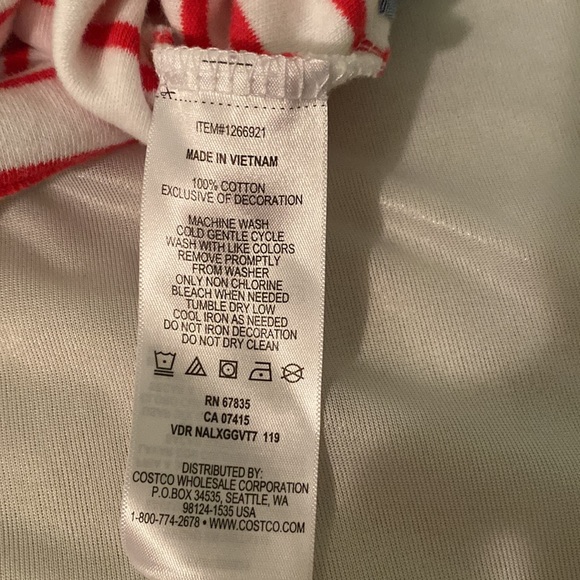 ITEM#1266921
MADE IN VIETNAM
100% COTTON
EXCLUSIVE OF DECORATION
MACHINE WASH
COLD GENTLE CYCLE
WASH WITH LIKE COLORS
REMOVE PROMPTLY
FROM WASHER
ONLY NON CHLORINE
BLEACH WHEN NEEDED
TUMBLE DRY LOW
COOL IRON AS NEEDED
DO NOT IRON DECORATION
DO NOT DRY CLEAN
RN 67835
CA 07415
VDR NALXGGVT7 119
DISTRIBUTED BY:
COSTCO WHOLESALE CORPORATION
P.O.BOX 34535, SEATTLE, WA
98124-1535 USA
1-800-774-2678 • WWW.COSTCO.COM